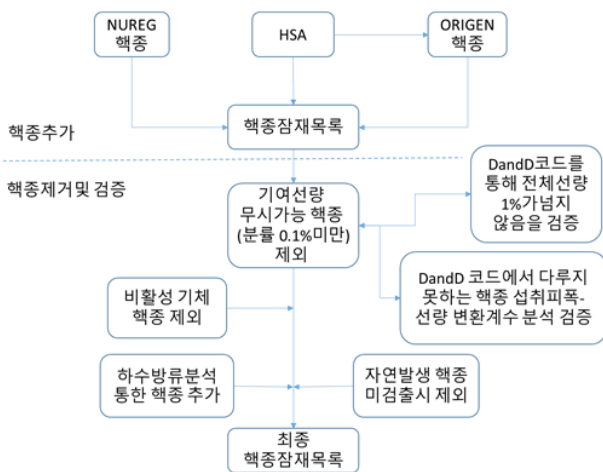 NUREG
핵종
HSA
ORIGEN
핵종
핵종잠재목록
핵종추가
핵종제거및 검증
기여선량
무시가능 핵종
(분률 0.1%미만)
제외
DandD코드를
통해 전체선량
1%가넘지
않음을 검증
DandD 코드에서 다루지
못하는 핵종 섭취피폭-
선량 변환계수 분석 검증
비활성 기체
핵종 제외
하수방류분석
통한 핵종 추가
자연발생 핵종
미검출시 제외
최종
핵종잠재목록